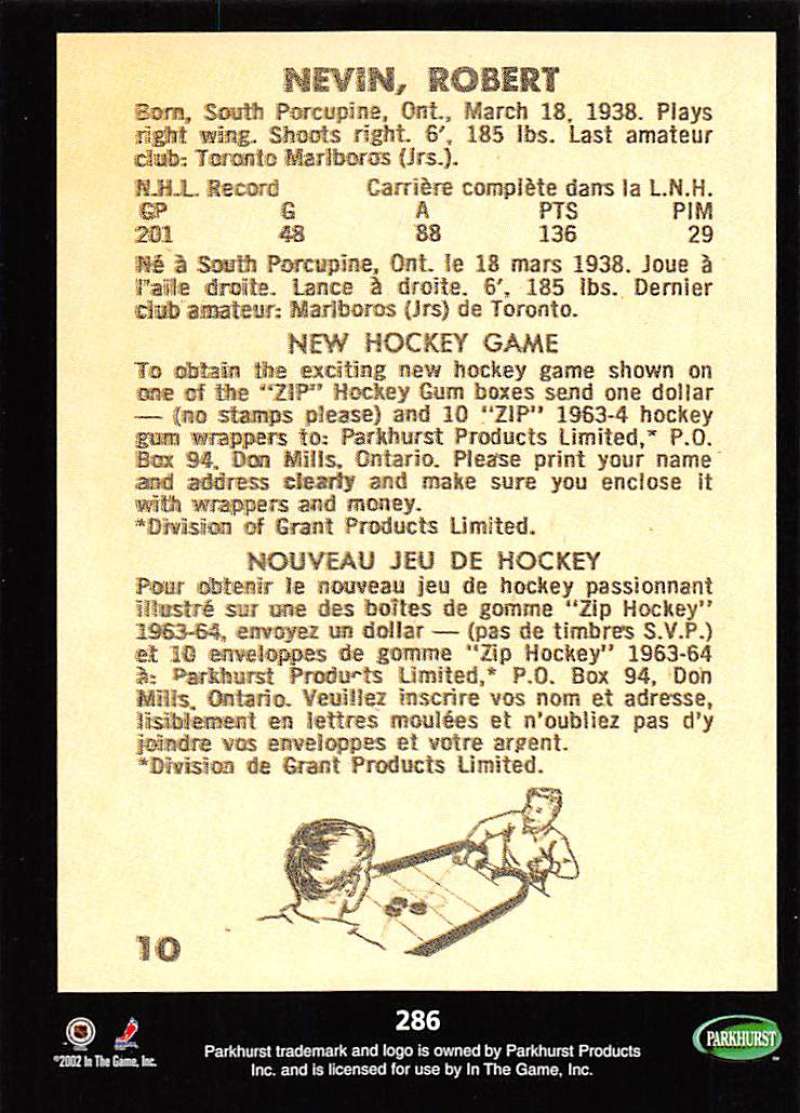 NEVIN, ROBERT
Born, South Porcupine, Ont., March 18, 1938. Plays
right wing. Shoots right. 6′, 185 lbs. Last amateur
club: Toronto Marlboros (Jrs.).
N.H.L. Record Carrière complète dans la L.N.H.
GP G A PTS PIM
201 48 88 136 29
Né à South Porcupine, Ont. le 18 mars 1938. Joue à
l'aile droite. Lance à droite. 6′, 185 lbs. Dernier
club amateur: Marlboros (Jrs) de Toronto.
NEW HOCKEY GAME
To obtain the exciting new hockey game shown on
one of the "ZIP" Hockey Gum boxes send one dollar
— (no stamps please) and 10 "ZIP" 1963-4 hockey
gum wrappers to: Parkhurst Products Limited,* P.O.
Box 94, Don Mills, Ontario. Please print your name
and address clearly and make sure you enclose it
with wrappers and money.
*Division of Grant Products Limited.
NOUVEAU JEU DE HOCKEY
Pour obtenir le nouveau jeu de hockey passionnant
illustré sur une des boîtes de gomme "Zip Hockey"
1963-64, envoyez un dollar — (pas de timbres S.V.P.)
et 10 enveloppes de gomme "Zip Hockey" 1963-64
à: Parkhurst Products Limited,* P.O. Box 94, Don
Mills, Ontario. Veuillez inscrire vos nom et adresse,
lisiblement en lettres moulées et n'oubliez pas d'y
joindre vos enveloppes et votre argent.
*Division de Grant Products Limited.
10
286
©2002 In The Game, Inc.
Parkhurst trademark and logo is owned by Parkhurst Products
Inc. and is licensed for use by In The Game, Inc.
PARKHURST